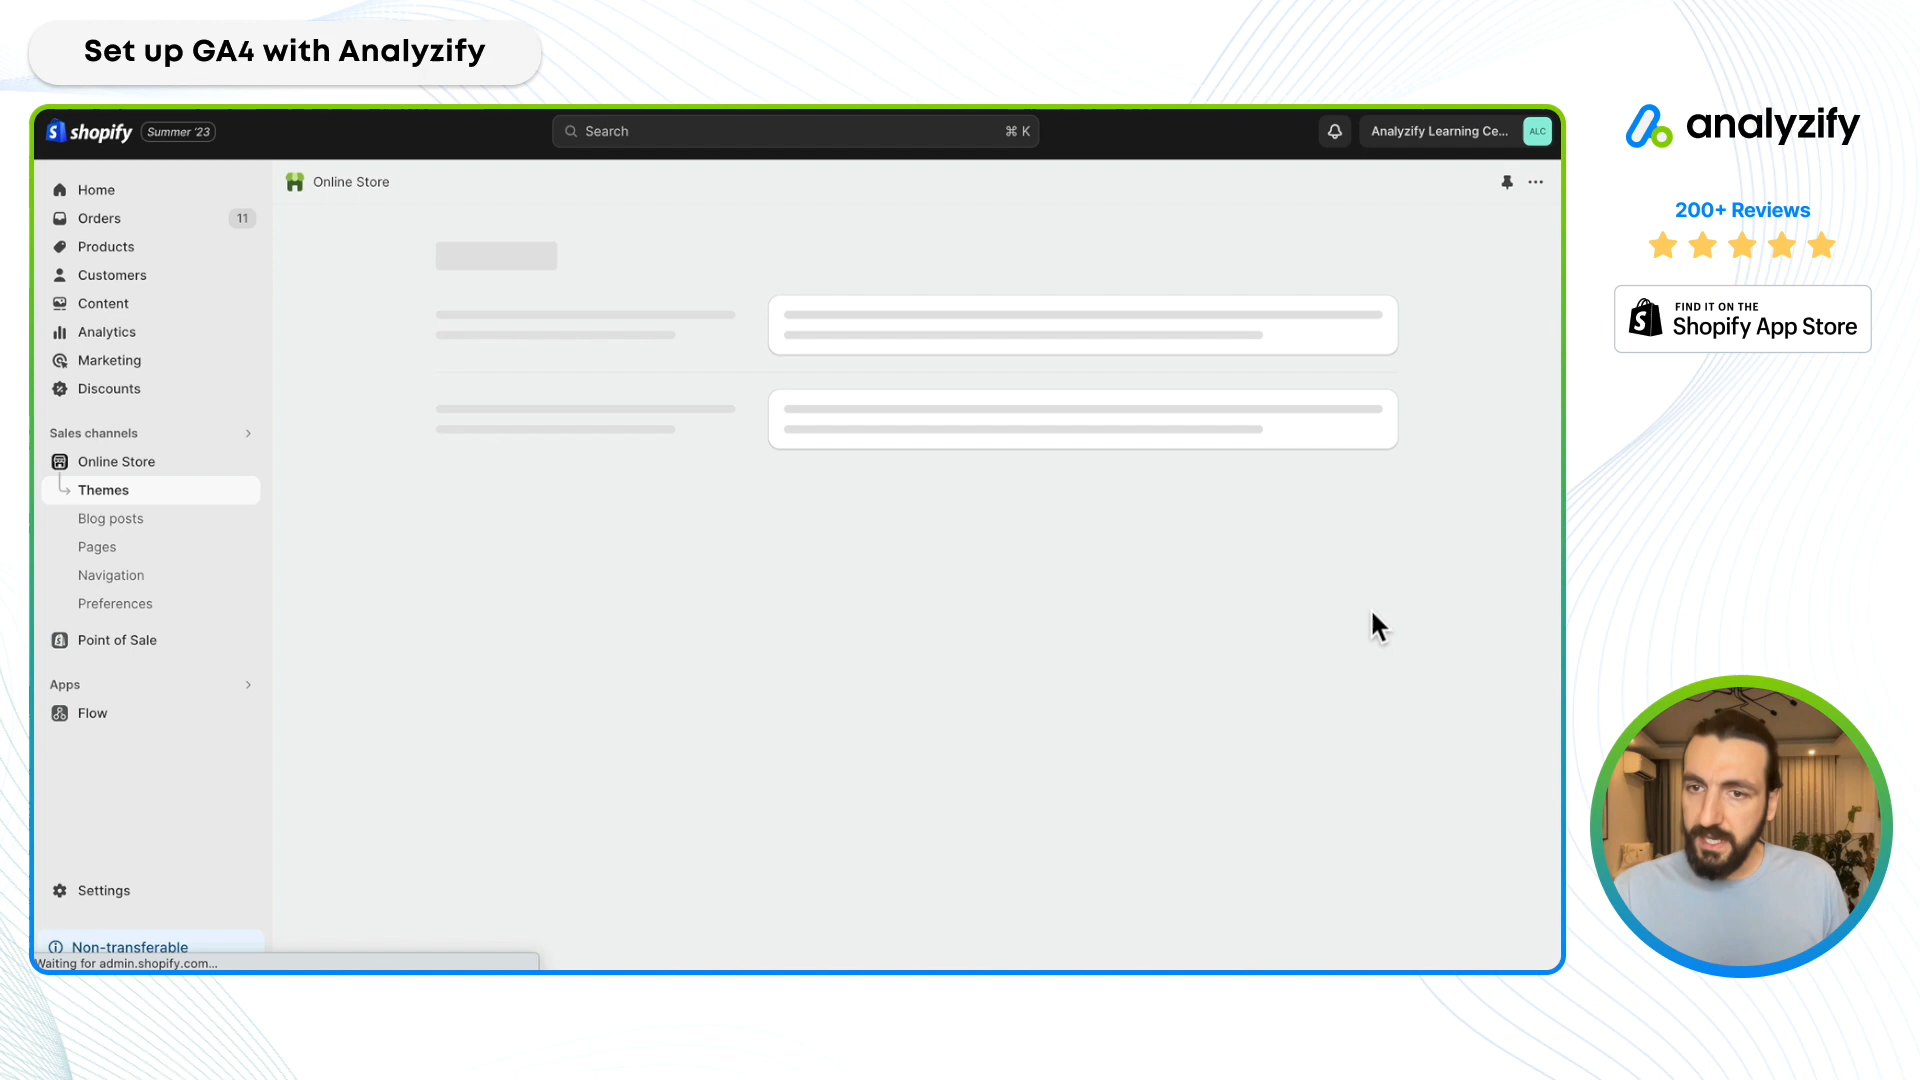 Set up GA4 with Analyzify
shopify
Summer '23
Search
⌘ K
Analyzify Learning Ce...
ALC
Home
Orders
11
Products
Customers
Content
Analytics
Marketing
Discounts
Sales channels
Online Store
Themes
Blog posts
Pages
Navigation
Preferences
Point of Sale
Apps
Flow
Settings
Non-transferable
Waiting for admin.shopify.com...
Online Store
analyzify
200+ Reviews
FIND IT ON THE
Shopify App Store